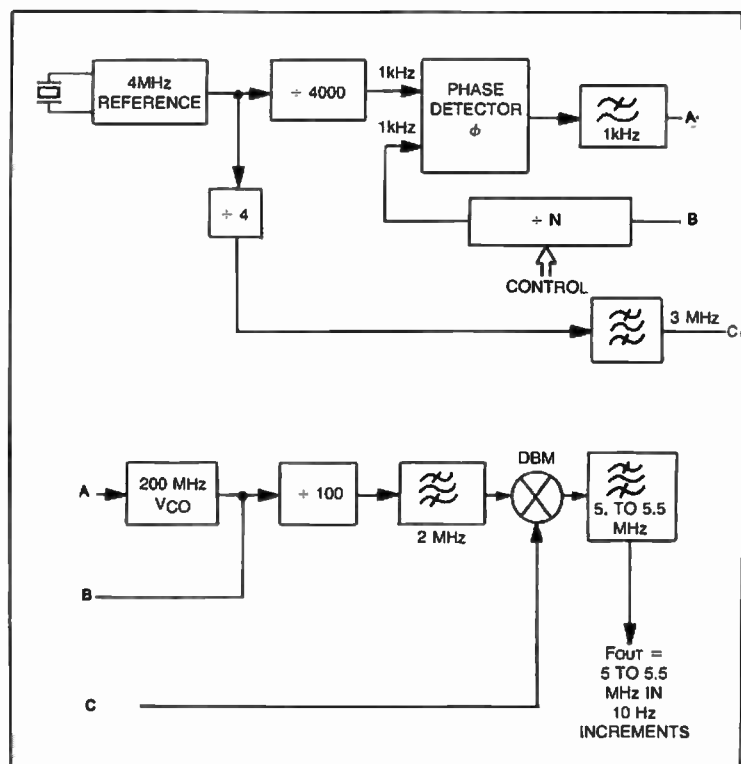 4MHz
REFERENCE
÷ 4000
1kHz
1kHz
PHASE
DETECTOR
ϕ
1kHz
A
÷ 4
÷ N
B
CONTROL
3 MHz
C
A
200 MHz
VCO
÷ 100
2 MHz
DBM
5. TO 5.5
MHz
B
C
FOUT =
5 TO 5.5
MHz IN
10 Hz
INCREMENTS